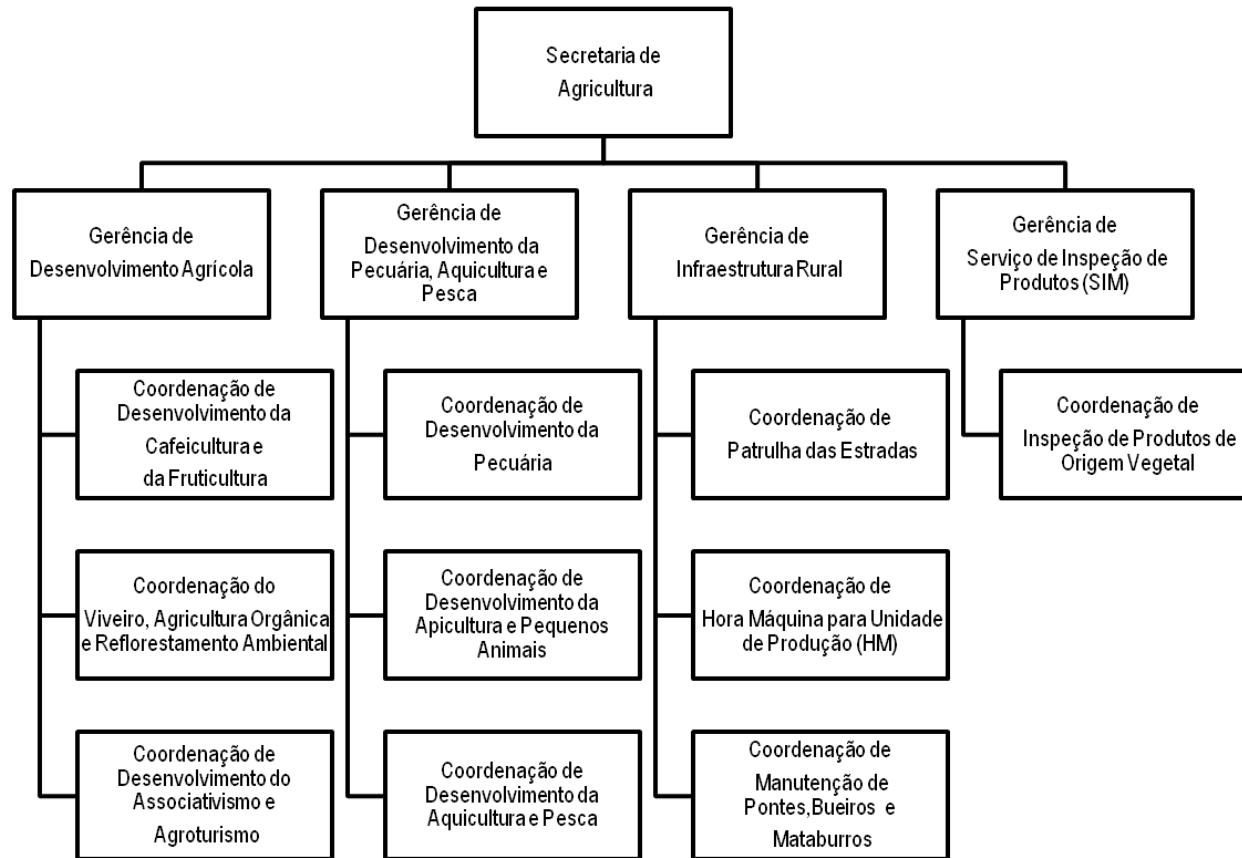 Secretaria de
Agricultura
Gerência de
Desenvolvimento Agrícola
Gerência de
Desenvolvimento da
Pecuária, Aquicultura e
Pesca
Gerência de
Infraestrutura Rural
Gerência de
Serviço de Inspeção de
Produtos (SIM)
Coordenação de
Desenvolvimento da
Cafeicultura e
da Fruticultura
Coordenação de
Desenvolvimento da
Pecuária
Coordenação de
Patrulha das Estradas
Coordenação de
Inspeção de Produtos de
Origem Vegetal
Coordenação do
Viveiro, Agricultura Orgânica
e Reflorestamento Ambiental
Coordenação de
Desenvolvimento da
Apicultura e Pequenos
Animais
Coordenação de
Hora Máquina para Unidade
de Produção (HM)
Coordenação de
Desenvolvimento do
Associativismo e
Agroturismo
Coordenação de
Desenvolvimento da
Aquicultura e Pesca
Coordenação de
Manutenção de
Pontes,Bueiros e
Mataburros